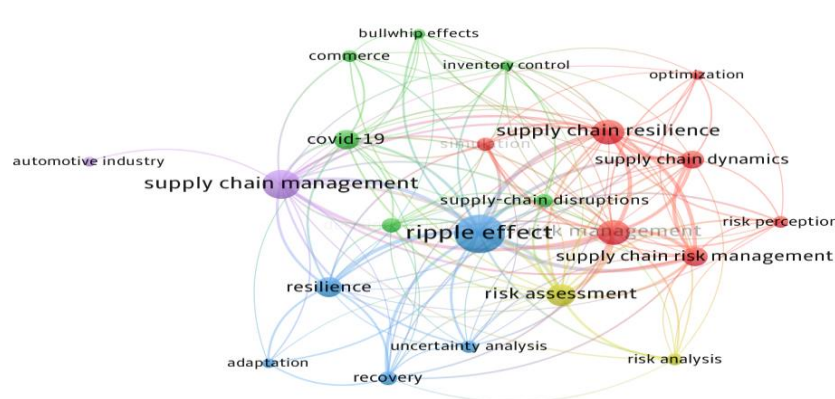 bullwhip effects
commerce
inventory control
optimization
supply chain resilience
covid-19
simulation
automotive industry
supply chain dynamics
supply chain management
supply-chain disruptions
risk perception
ripple effect
risk management
supply chain risk management
resilience
risk assessment
uncertainty analysis
risk analysis
adaptation
recovery